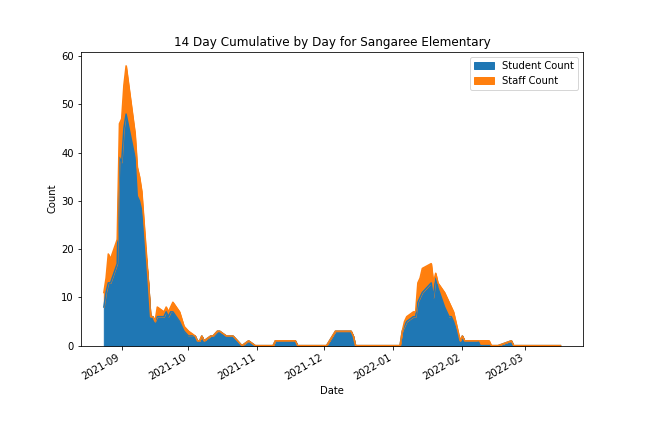 14 Day Cumulative by Day for Sangaree Elementary
Student Count
Staff Count
60
50
40
30
20
10
0
Count
2021-09
2021-10
2021-11
2021-12
2022-01
2022-02
2022-03
Date